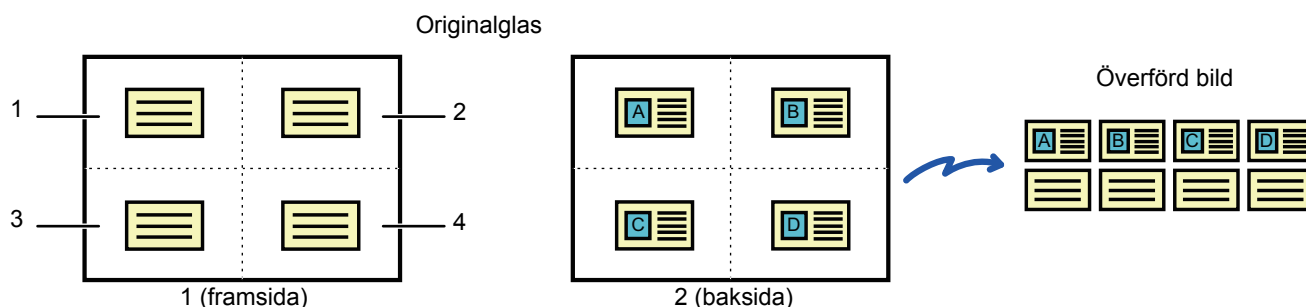 Originalglas
1
2
3
4
1 (framsida)
A
B
C
D
2 (baksida)
Överförd bild
A B C D